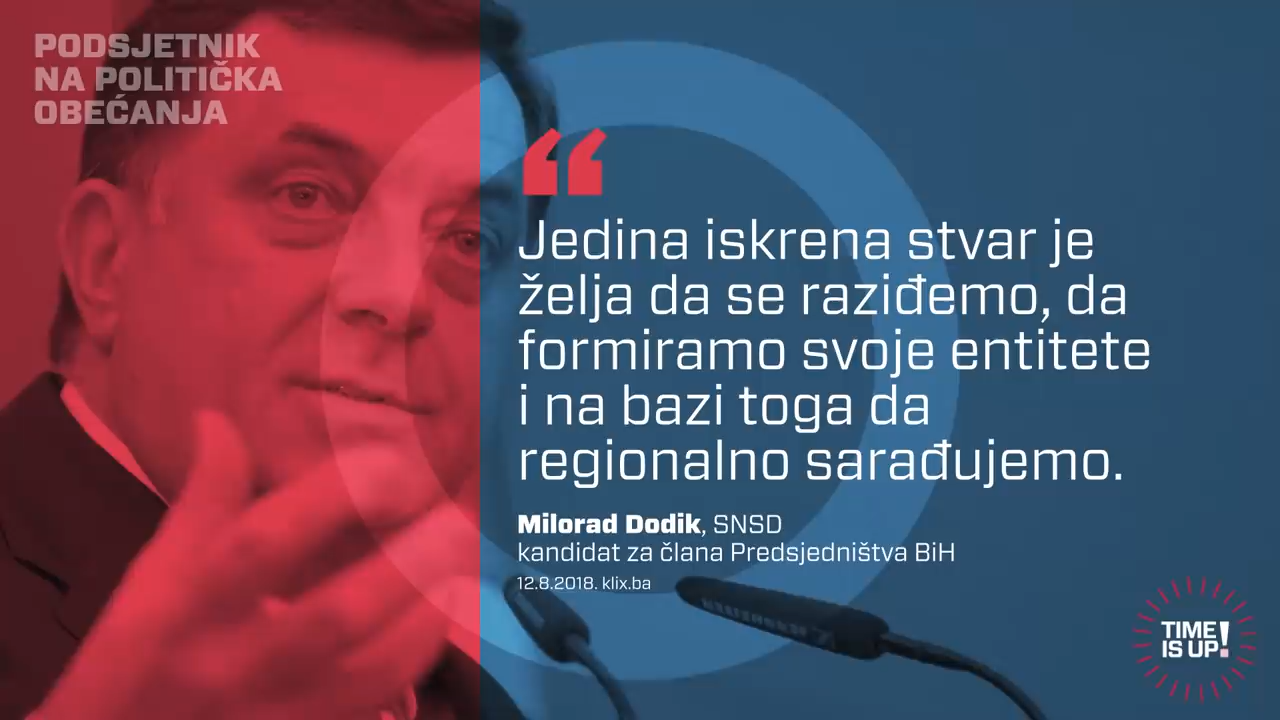 PODSJETNIK
NA POLITIČKA
OBEĆANJA
“
Jedina iskrena stvar je
želja da se raziđemo, da
formiramo svoje entitete
i na bazi toga da
regionalno sarađujemo.
Milorad Dodik, SNSD
kandidat za člana Predsjedništva BiH
12.8.2018. klix.ba
SENNHEISER
TIME
IS UP!